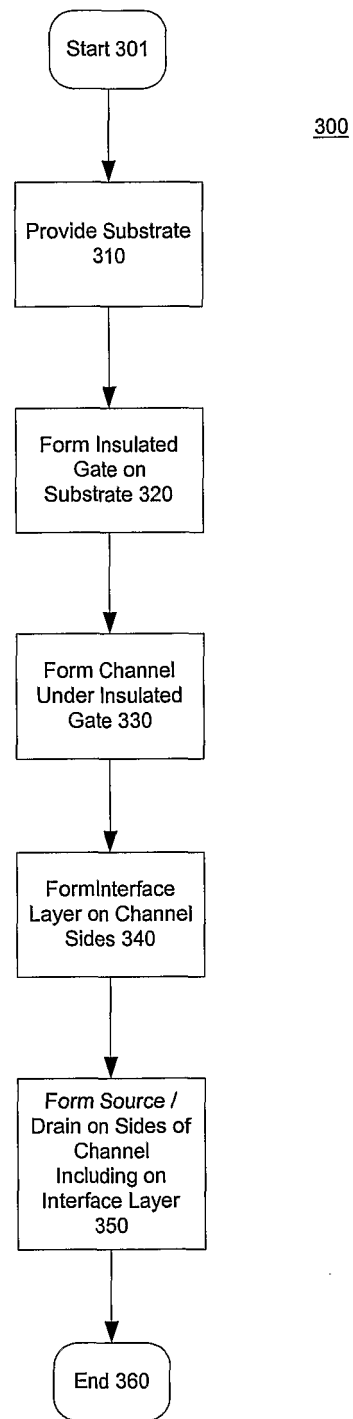 Start 301
300
Provide Substrate
310
Form Insulated
Gate on
Substrate 320
Form Channel
Under Insulated
Gate 330
FormInterface
Layer on Channel
Sides 340
Form Source /
Drain on Sides of
Channel
Including on
Interface Layer
350
End 360